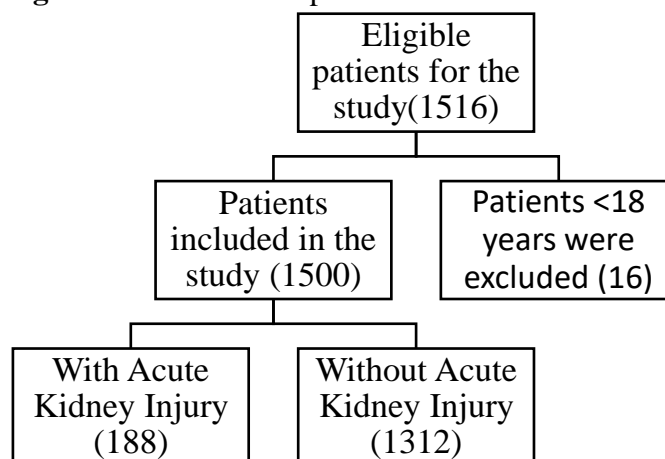 Eligible
patients for the
study(1516)
Patients
included in the
study (1500)
Patients <18
years were
excluded (16)
With Acute
Kidney Injury
(188)
Without Acute
Kidney Injury
(1312)